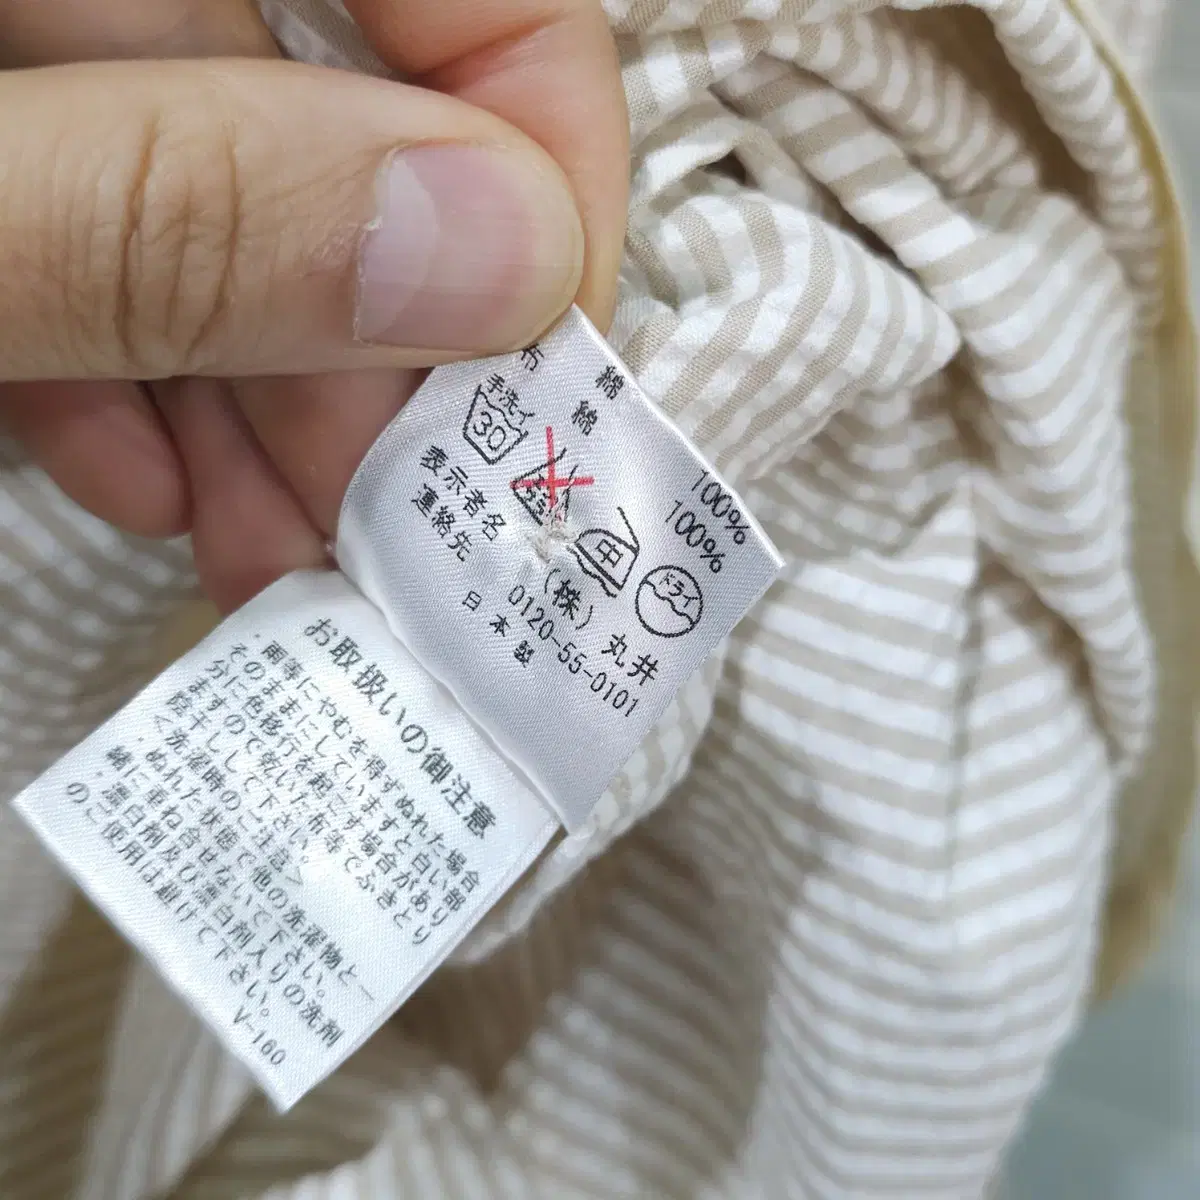 布
綿 100%
綿 100%
手洗イ
30
エンソ
サラシ
中
ドライ
表示者名 (株) 丸井
連絡先 0120-55-0101
日本製
お取扱いの御注意
・雨等にやむを得ずぬれた場合
そのままにしていますと白い部
分に色移行を起こす場合があり
ますので乾いた布等でふきとり
陰干しして下さい。
<洗濯時のご注意>
・ぬれた状態で他の洗濯物と一
緒に重ね合せないで下さい。
・漂白剤及び漂白剤入りの洗剤
のご使用は避けて下さい。
V-160